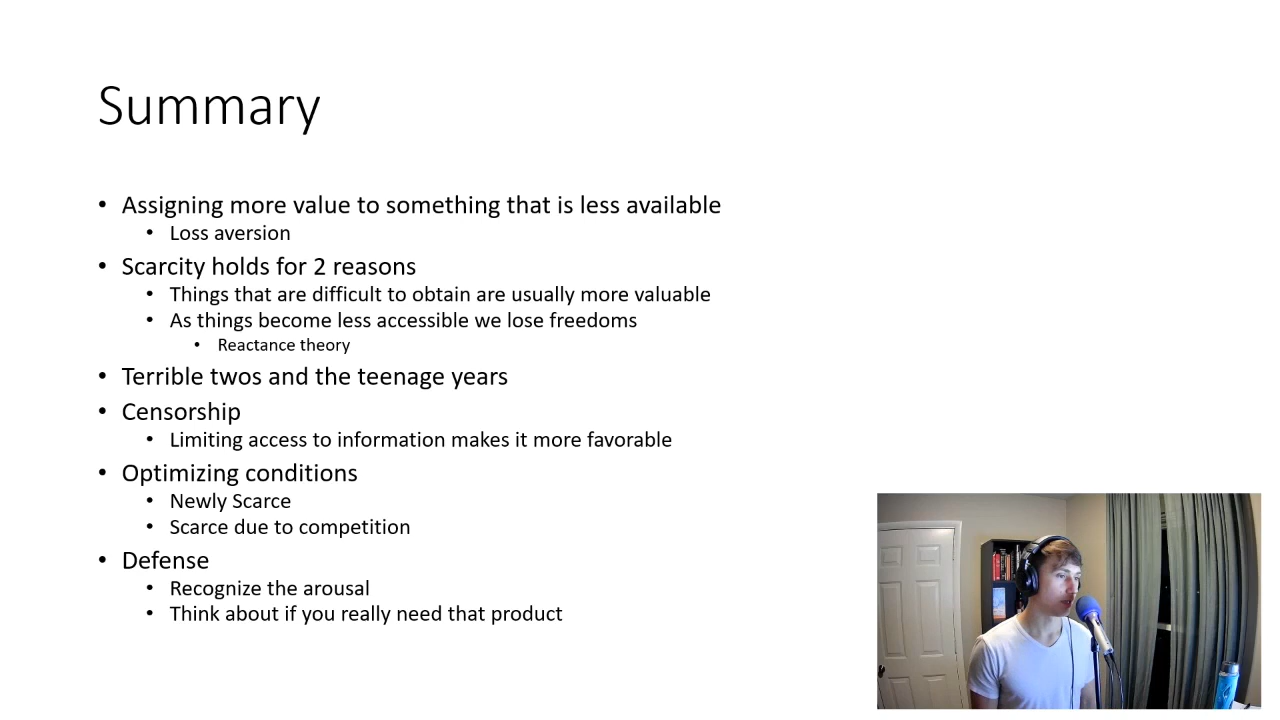 Summary
• Assigning more value to something that is less available
• Loss aversion
• Scarcity holds for 2 reasons
• Things that are difficult to obtain are usually more valuable
• As things become less accessible we lose freedoms
• Reactance theory
• Terrible twos and the teenage years
• Censorship
• Limiting access to information makes it more favorable
• Optimizing conditions
• Newly Scarce
• Scarce due to competition
• Defense
• Recognize the arousal
• Think about if you really need that product